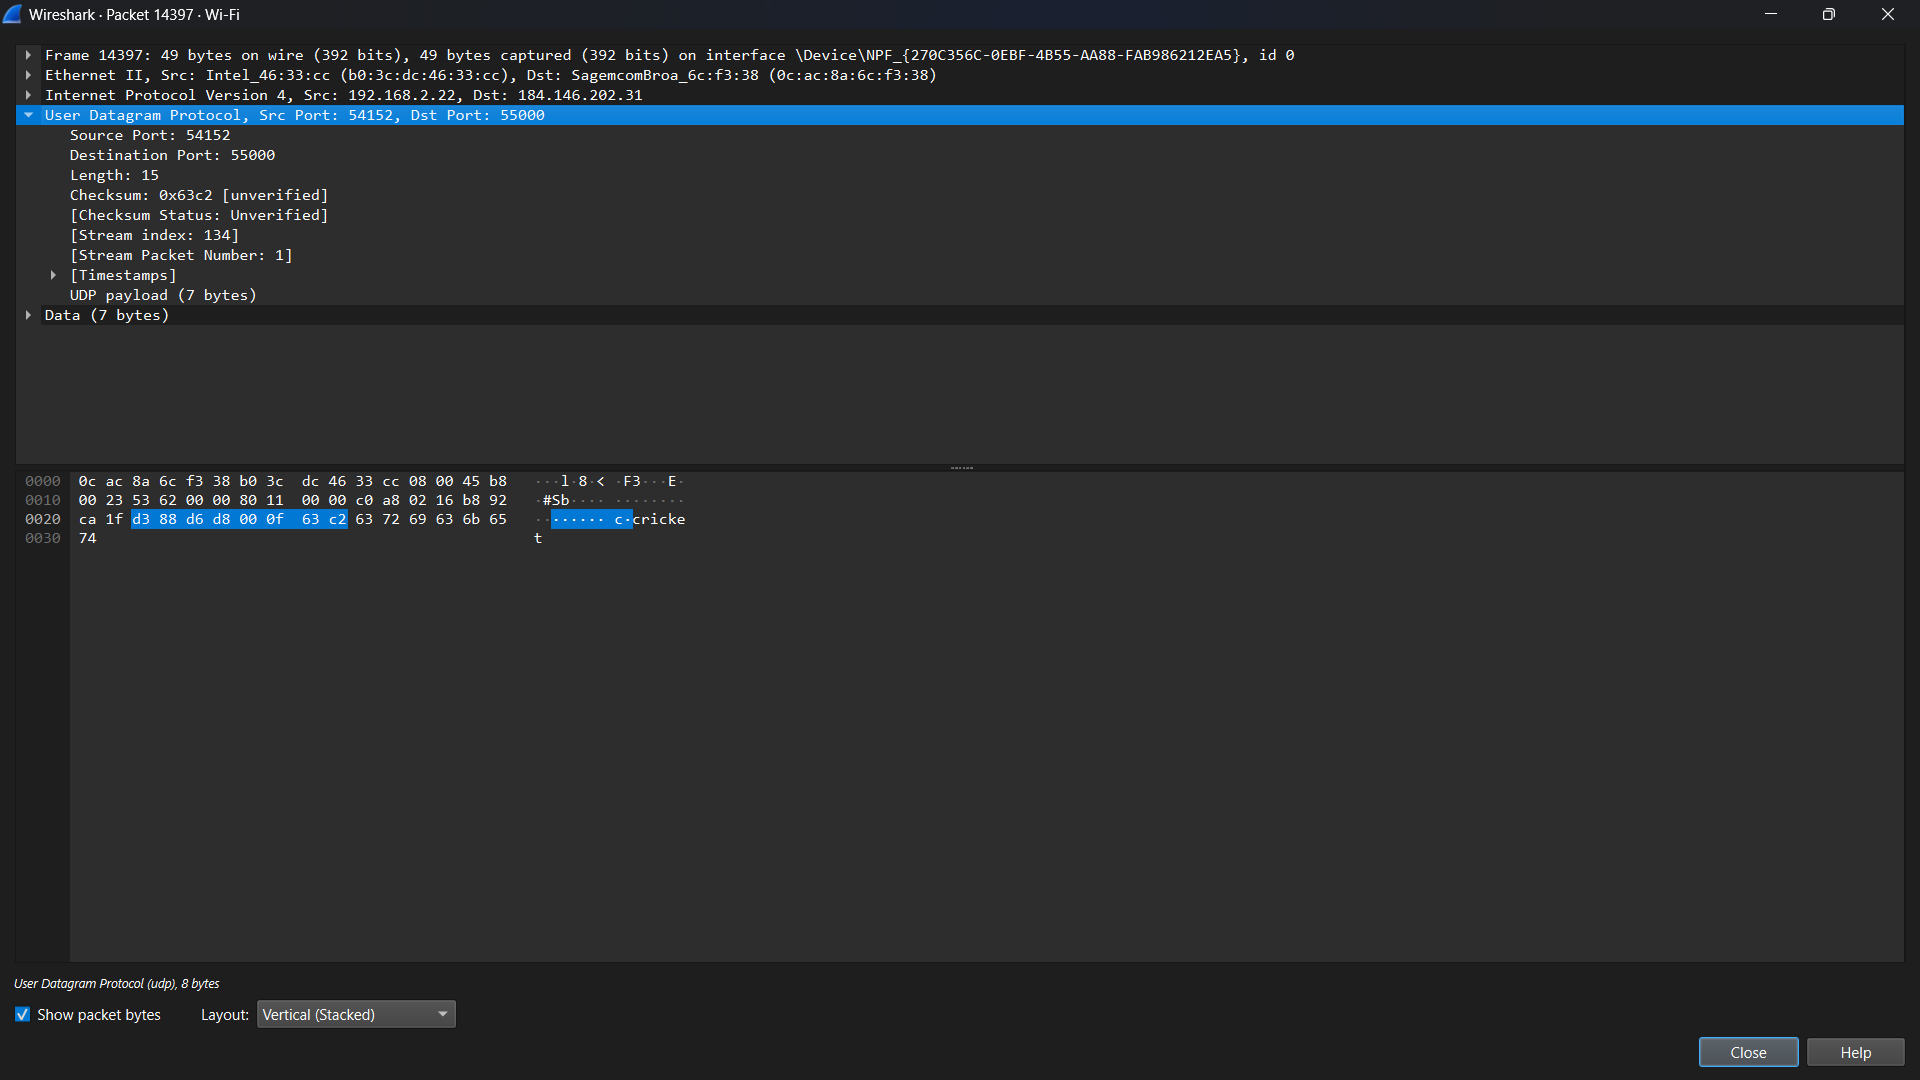 Wireshark · Packet 14397 · Wi-Fi
Frame 14397: 49 bytes on wire (392 bits), 49 bytes captured (392 bits) on interface \Device\NPF_{270C356C-0EBF-4B55-AA88-FAB986212EA5}, id 0
Ethernet II, Src: Intel_46:33:cc (b0:3c:dc:46:33:cc), Dst: SagemcomBroa_6c:f3:38 (0c:ac:8a:6c:f3:38)
Internet Protocol Version 4, Src: 192.168.2.22, Dst: 184.146.202.31
User Datagram Protocol, Src Port: 54152, Dst Port: 55000
Source Port: 54152
Destination Port: 55000
Length: 15
Checksum: 0x63c2 [unverified]
[Checksum Status: Unverified]
[Stream index: 134]
[Stream Packet Number: 1]
[Timestamps]
UDP payload (7 bytes)
Data (7 bytes)
0000 0c ac 8a 6c f3 38 b0 3c dc 46 33 cc 08 00 45 b8 ···l·8·< ·F3···E·
0010 00 23 53 62 00 00 80 11 00 00 c0 a8 02 16 b8 92 ·#Sb···· ········
0020 ca 1f d3 88 d6 d8 00 0f 63 c2 63 72 69 63 6b 65 ········ c·cricke
0030 74 t
User Datagram Protocol (udp), 8 bytes
Show packet bytes Layout: Vertical (Stacked)
Close Help